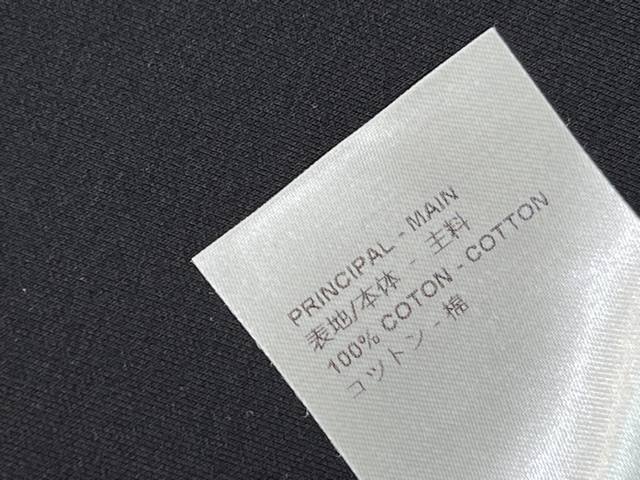 PRINCIPAL - MAIN
表地/本体 - 主料
100% COTON - COTTON
コットン - 棉